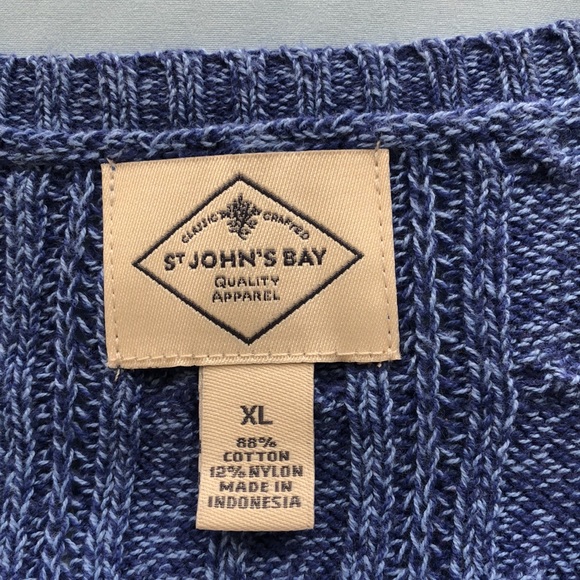 CLASSIC CRAFTED
ST JOHN'S BAY
QUALITY
APPAREL
XL
88%
COTTON
12% NYLON
MADE IN
INDONESIA